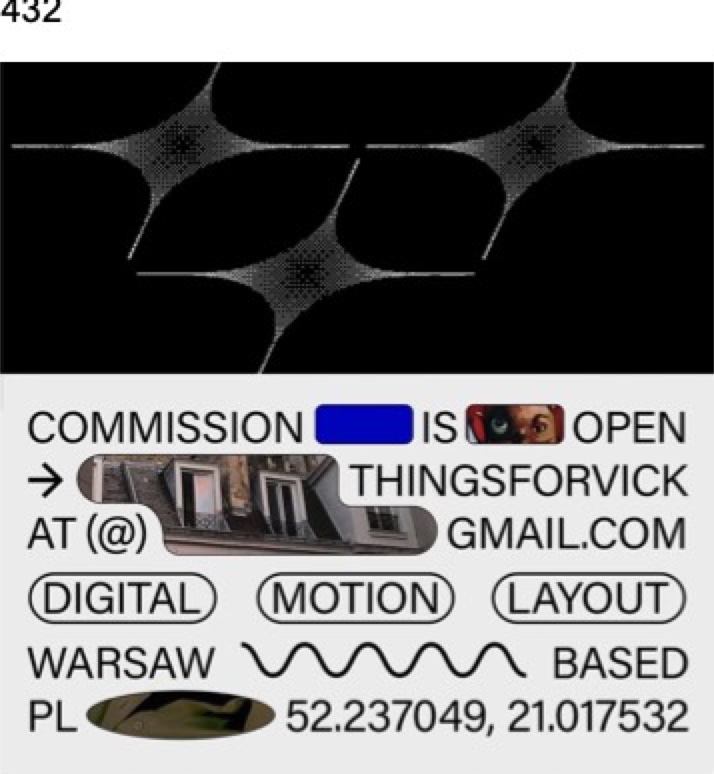 432
COMMISSION IS OPEN
→ THINGSFORVICK
AT (@) GMAIL.COM
DIGITAL MOTION LAYOUT
WARSAW BASED
PL 52.237049, 21.017532